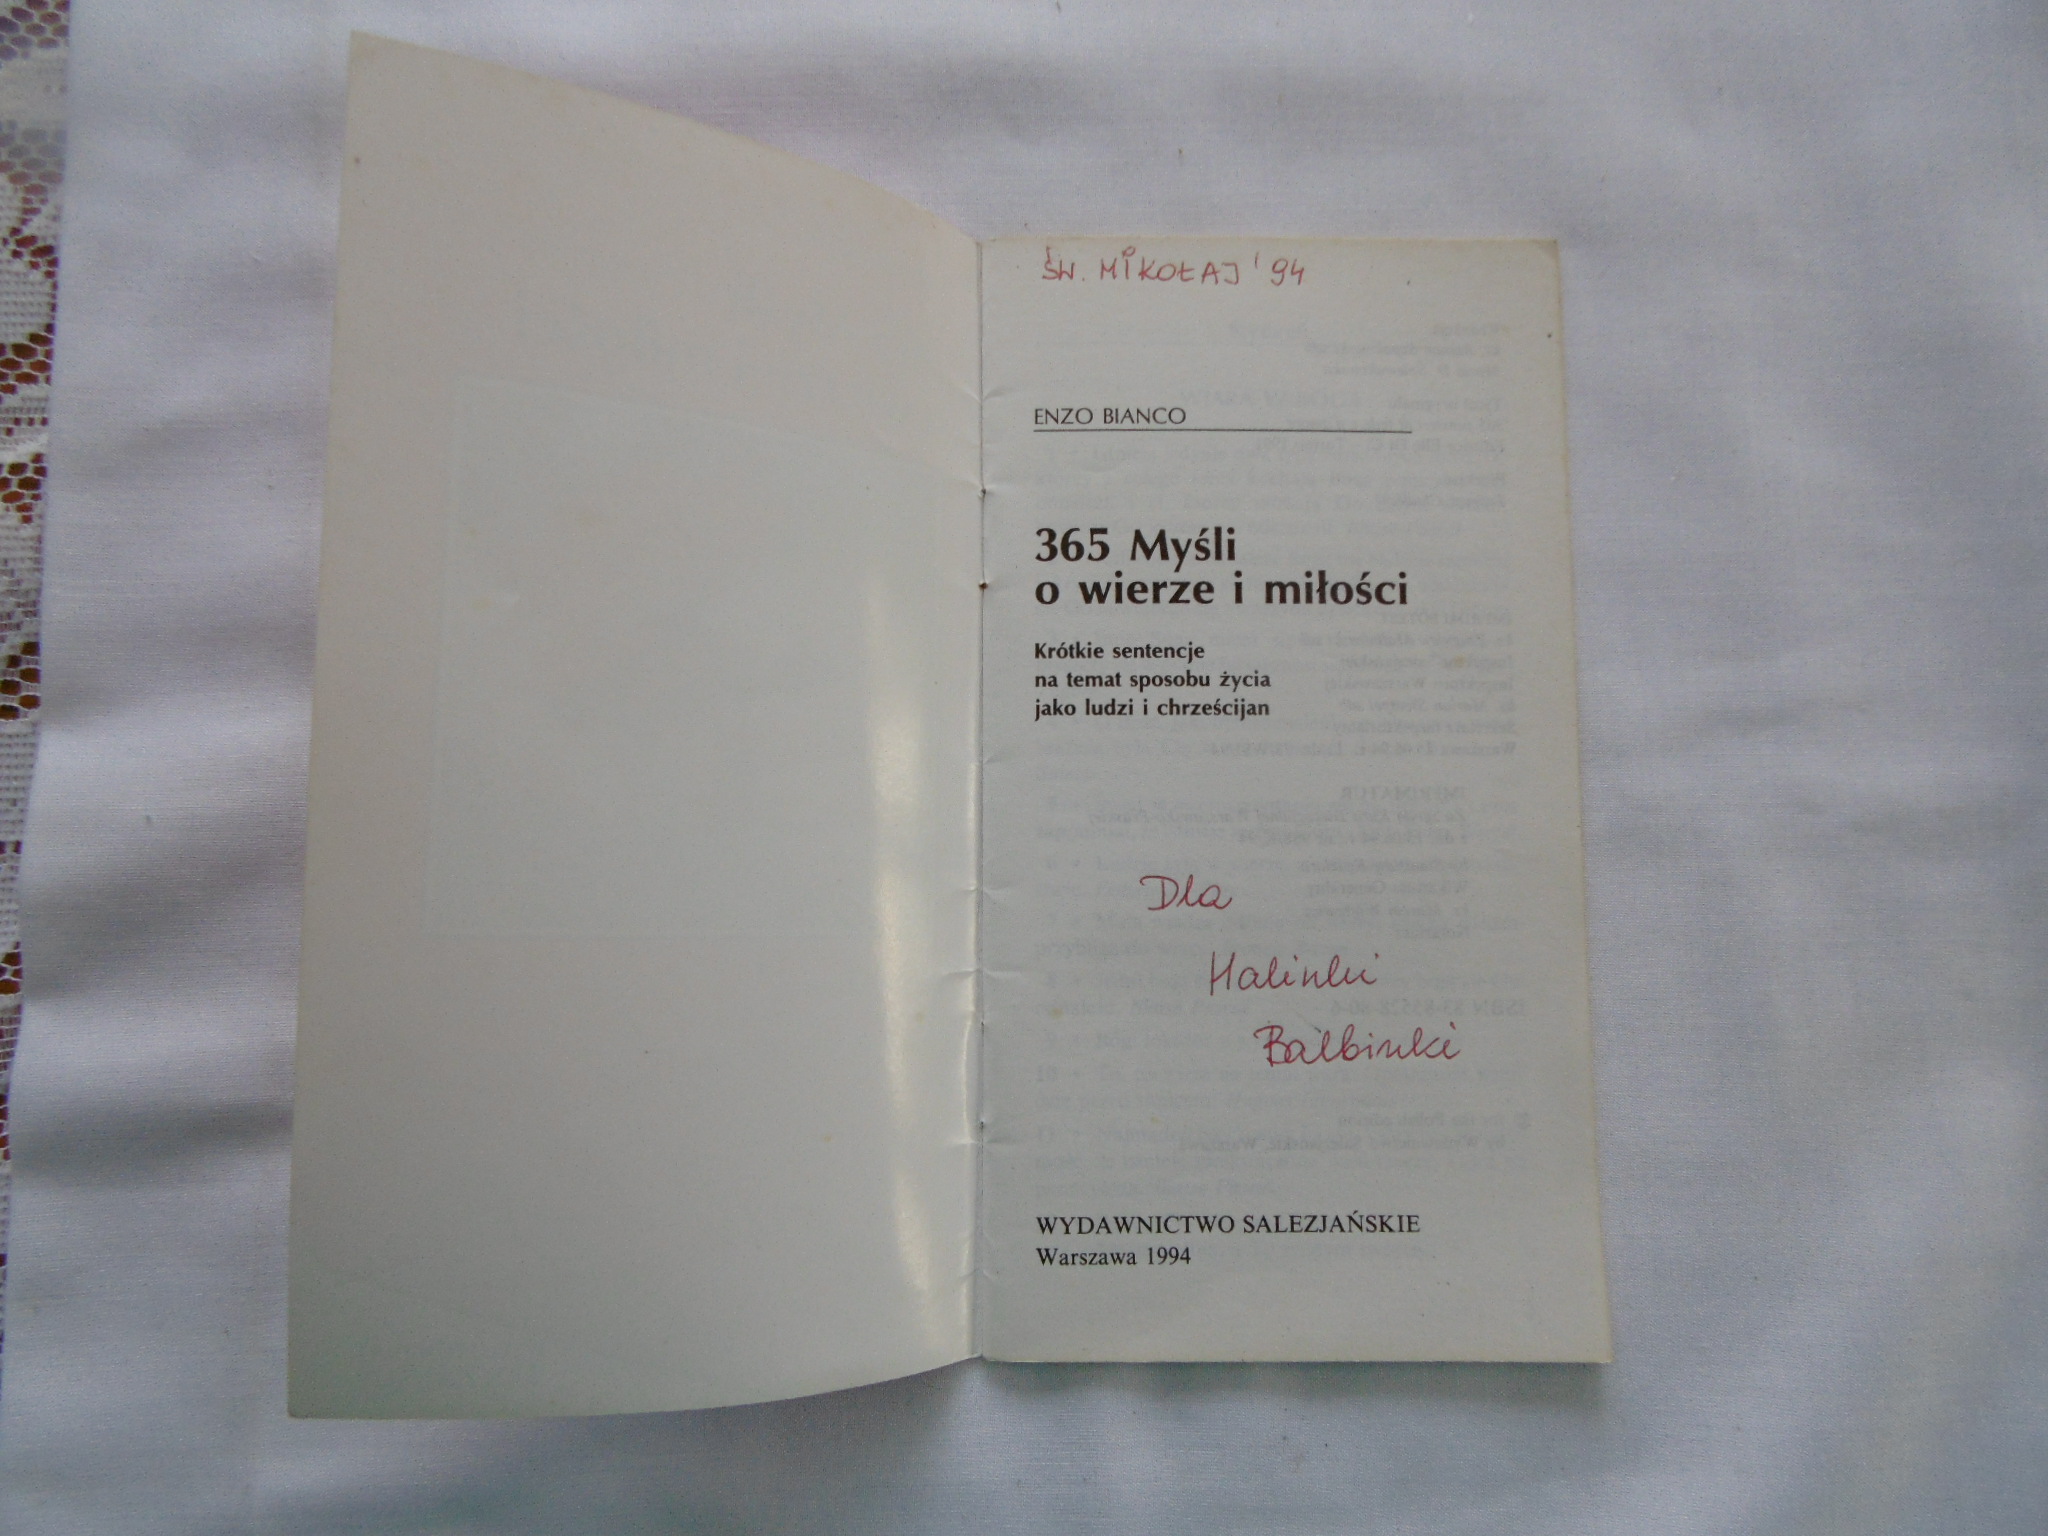 ŚW. MIKOŁAJ '94
ENZO BIANCO
365 Myśli
o wierze i miłości
Krótkie sentencje
na temat sposobu życia
jako ludzi i chrześcijan
Dla
Halinki
Balbinki
WYDAWNICTWO SALEZJAŃSKIE
Warszawa 1994